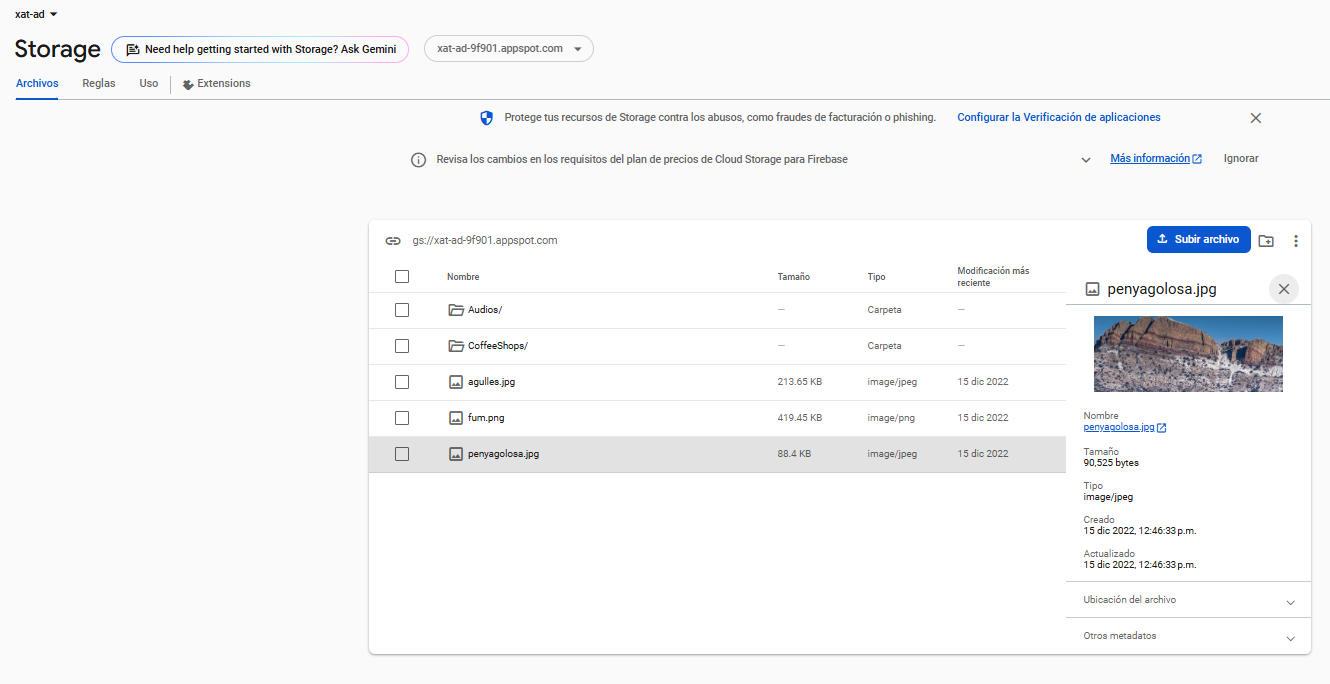 xat-ad
Storage
Need help getting started with Storage? Ask Gemini
xat-ad-9f901.appspot.com
Archivos
Reglas
Uso
Extensions
Protege tus recursos de Storage contra los abusos, como fraudes de facturación o phishing.
Configurar la Verificación de aplicaciones
Revisa los cambios en los requisitos del plan de precios de Cloud Storage para Firebase
Más información
Ignorar
gs://xat-ad-9f901.appspot.com
Subir archivo
Nombre
Tamaño
Tipo
Modificación más
reciente
Audios/
—
Carpeta
—
CoffeeShops/
—
Carpeta
—
agulles.jpg
213.65 KB
image/jpeg
15 dic 2022
fum.png
419.45 KB
image/png
15 dic 2022
penyagolosa.jpg
88.4 KB
image/jpeg
15 dic 2022
penyagolosa.jpg
Nombre
penyagolosa.jpg
Tamaño
90,525 bytes
Tipo
image/jpeg
Creado
15 dic 2022, 12:46:33 p.m.
Actualizado
15 dic 2022, 12:46:33 p.m.
Ubicación del archivo
Otros metadatos